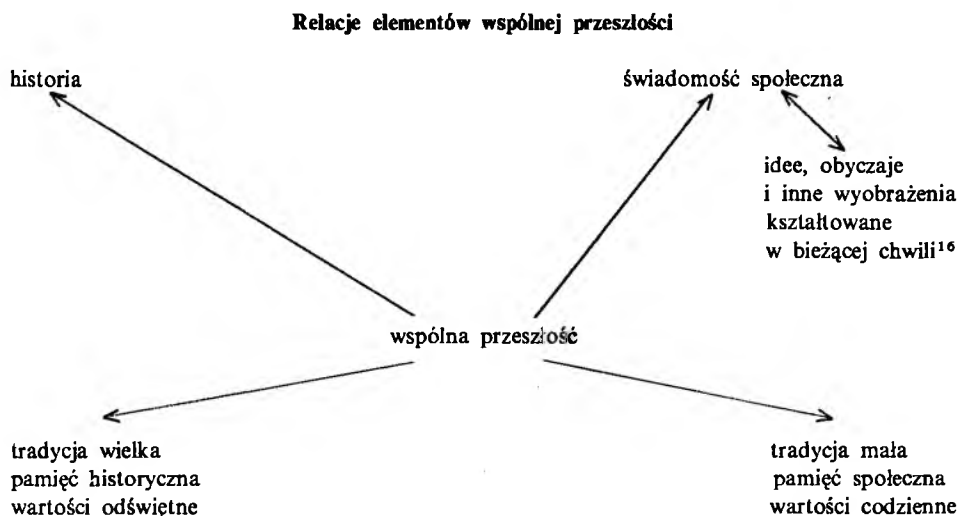 Relacje elementów wspólnej przeszłości
historia
świadomość społeczna
idee, obyczaje
i inne wyobrażenia
kształtowane
w bieżącej chwili¹⁶
wspólna przeszłość
tradycja wielka
pamięć historyczna
wartości odświętne
tradycja mała
pamięć społeczna
wartości codzienne